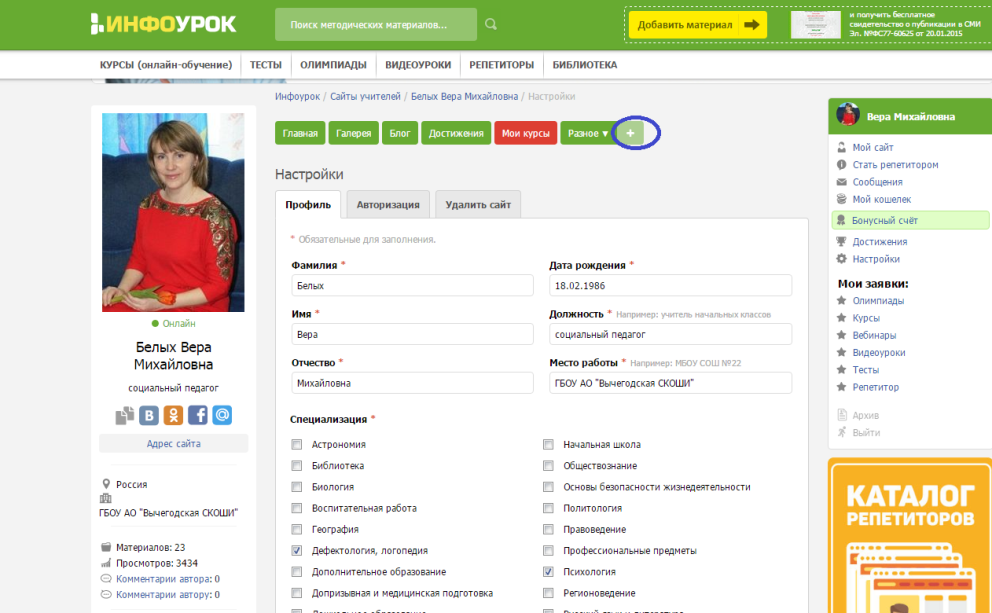 ИНФОУРОК
Поиск методических материалов...
Добавить материал
и получить бесплатное
свидетельство о публикации в СМИ
Эл. №ФС77-60625 от 20.01.2015
КУРСЫ (онлайн-обучение) ТЕСТЫ ОЛИМПИАДЫ ВИДЕОУРОКИ РЕПЕТИТОРЫ БИБЛИОТЕКА
Инфоурок / Сайты учителей / Белых Вера Михайловна / Настройки
Главная Галерея Блог Достижения Мои курсы Разное ▾ +
Настройки
Профиль Авторизация Удалить сайт
* Обязательные для заполнения.
Фамилия * Дата рождения *
Белых 18.02.1986
Имя * Должность * Например: учитель начальных классов
Вера социальный педагог
Отчество * Место работы * Например: МБОУ СОШ №22
Михайловна ГБОУ АО "Вычегодская СКОШИ"
Специализация *
Астрономия Начальная школа
Библиотека Обществознание
Биология Основы безопасности жизнедеятельности
Воспитательная работа Политология
География Правоведение
Дефектология, логопедия Профессиональные предметы
Дополнительное образование Психология
Допризывная и медицинская подготовка Регионоведение
Онлайн
Белых Вера
Михайловна
социальный педагог
Адрес сайта
Россия
ГБОУ АО "Вычегодская СКОШИ"
Материалов: 23
Просмотров: 3434
Комментарии автора: 0
Комментарии автору: 0
Вера Михайловна
Мой сайт
Стать репетитором
Сообщения
Мой кошелек
Бонусный счёт
Достижения
Настройки
Мои заявки:
Олимпиады
Курсы
Вебинары
Видеоуроки
Тесты
Репетитор
Архив
Выйти
КАТАЛОГ
РЕПЕТИТОРОВ